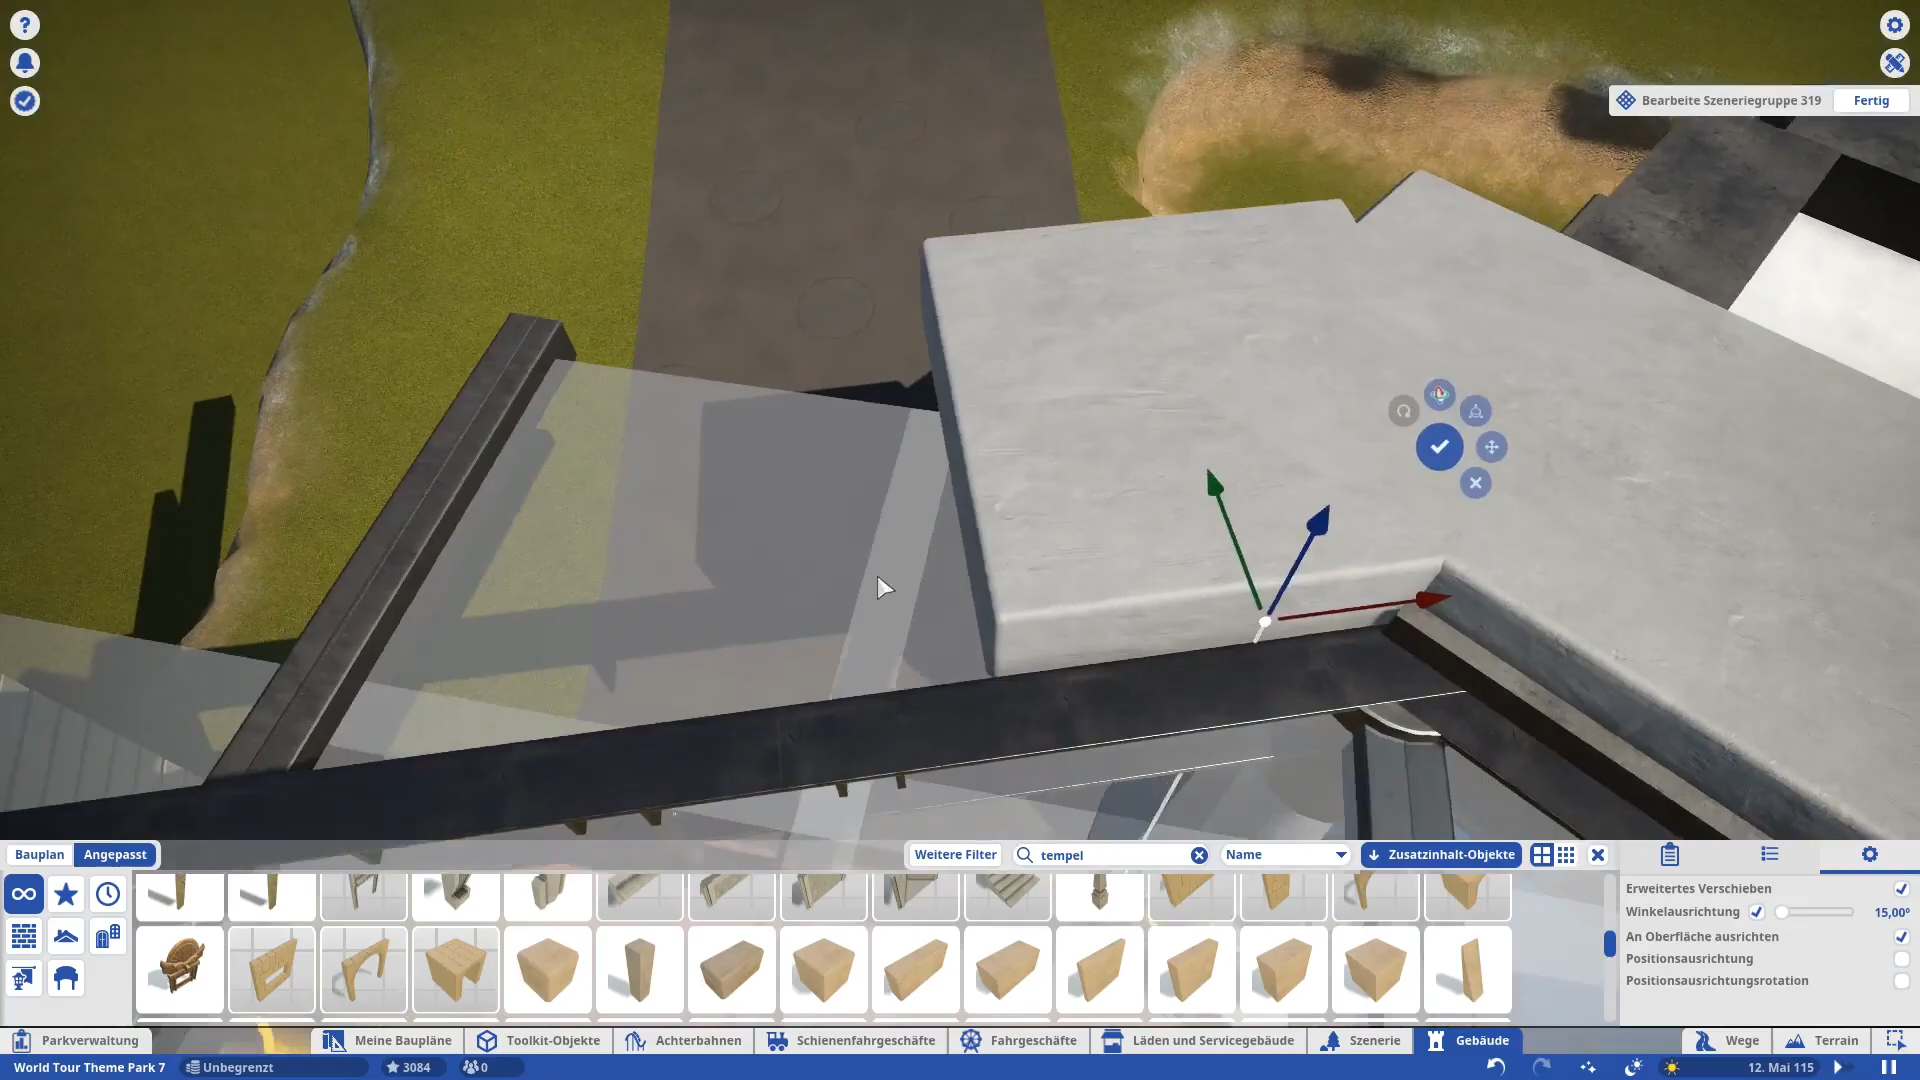 ?
Bearbeite Szeneriegruppe 319
Fertig
Bauplan
Angepasst
Weitere Filter
tempel
Name
Zusatzinhalt-Objekte
Erweitertes Verschieben
Winkelausrichtung
15,00°
An Oberfläche ausrichten
Positionsausrichtung
Positionsausrichtungsrotation
Parkverwaltung
Meine Baupläne
Toolkit-Objekte
Achterbahnen
Schienenfahrgeschäfte
Fahrgeschäfte
Läden und Servicegebäude
Szenerie
Gebäude
Wege
Terrain
World Tour Theme Park 7
Unbegrenzt
3084
0
12. Mai 115